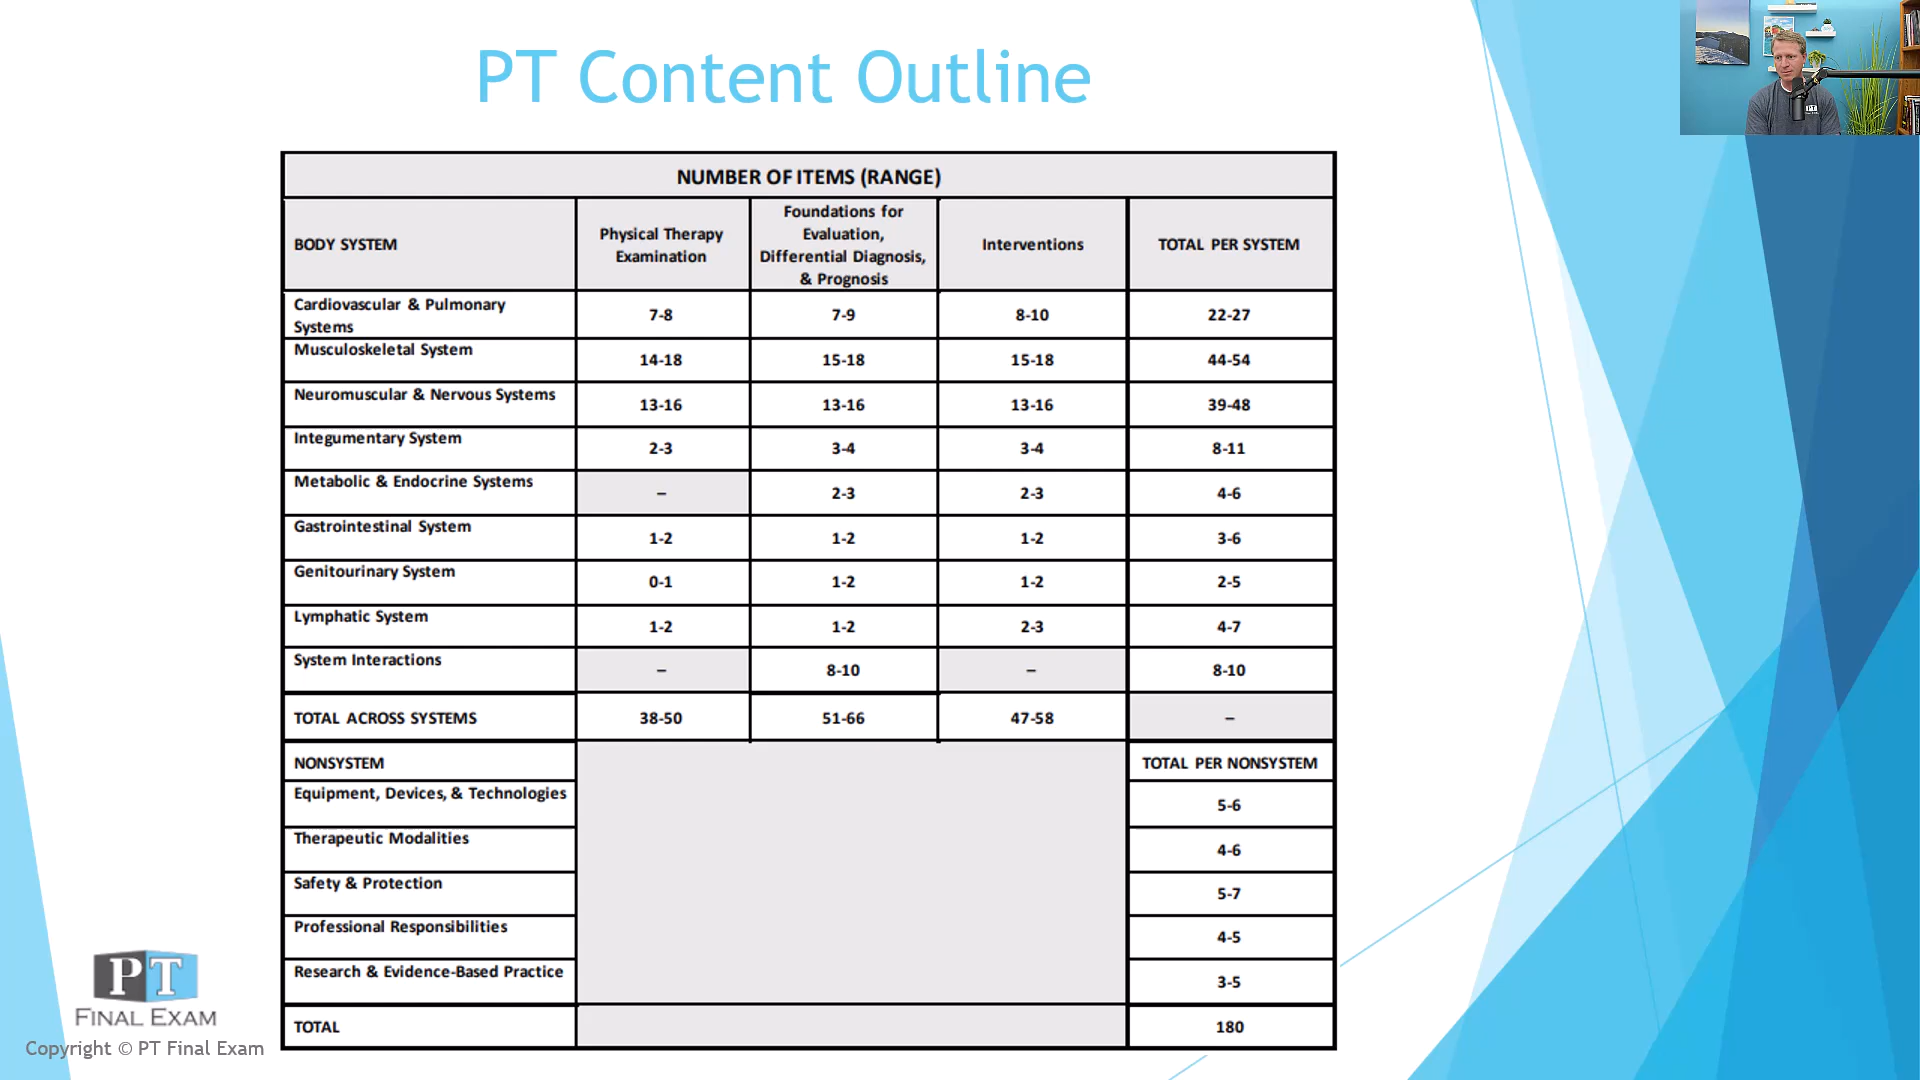 PT Content Outline
NUMBER OF ITEMS (RANGE)
BODY SYSTEM
Physical Therapy
Examination
Foundations for
Evaluation,
Differential Diagnosis,
& Prognosis
Interventions
TOTAL PER SYSTEM
Cardiovascular & Pulmonary
Systems
7-8
7-9
8-10
22-27
Musculoskeletal System
14-18
15-18
15-18
44-54
Neuromuscular & Nervous Systems
13-16
13-16
13-16
39-48
Integumentary System
2-3
3-4
3-4
8-11
Metabolic & Endocrine Systems
–
2-3
2-3
4-6
Gastrointestinal System
1-2
1-2
1-2
3-6
Genitourinary System
0-1
1-2
1-2
2-5
Lymphatic System
1-2
1-2
2-3
4-7
System Interactions
–
8-10
–
8-10
TOTAL ACROSS SYSTEMS
38-50
51-66
47-58
–
NONSYSTEM
TOTAL PER NONSYSTEM
Equipment, Devices, & Technologies
5-6
Therapeutic Modalities
4-6
Safety & Protection
5-7
Professional Responsibilities
4-5
Research & Evidence-Based Practice
3-5
TOTAL
180
PT
FINAL EXAM
Copyright © PT Final Exam
PT